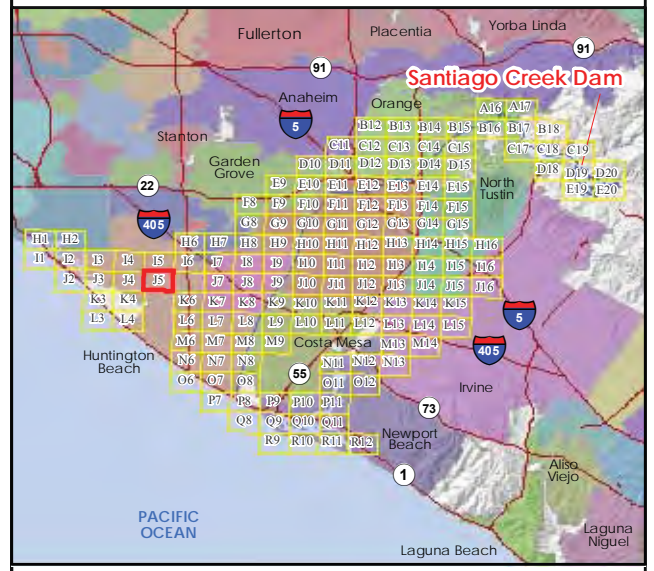 Yorba Linda
Placentia
Fullerton
91
91
Santiago Creek Dam
Anaheim
Orange
A16 A17
5
B12 B13 B14 B15 B16 B17 B18
Stanton
C11 C12 C13 C14 C15 C17 C18 C19
Garden
Grove
D10 D11 D12 D13 D14 D15 D18 D19 D20
22
E9 E10 E11 E12 E13 E14 E15 E19 E20
North
Tustin
F8 F9 F10 F11 F12 F13 F14 F15
405
G8 G9 G10 G11 G12 G13 G14 G15
H1 H2 H6 H7 H8 H9 H10 H11 H12 H13 H14 H15 H16
I1 I2 I3 I4 I5 I6 I7 I8 I9 I10 I11 I12 I13 I14 I15 I16
J2 J3 J4 J5 J7 J8 J9 J10 J11 J12 J13 J14 J15 J16
K3 K4 K6 K7 K8 K9 K10 K11 K12 K13 K14 K15
5
L3 L4 L6 L7 L8 L9 L10 L11 L12 L13 L14 L15
M6 M7 M8 M9 Costa Mesa M13 M14
405
Huntington
Beach
N6 N7 N8 N11 N12 N13
55
O6 O7 O8 O11 O12
Irvine
P7 P8 P9 P10 P11
73
Q8 Q9 Q10 Q11
Newport
Beach
R9 R10 R11 R12
1
Aliso
Viejo
PACIFIC
OCEAN
Laguna
Niguel
Laguna Beach